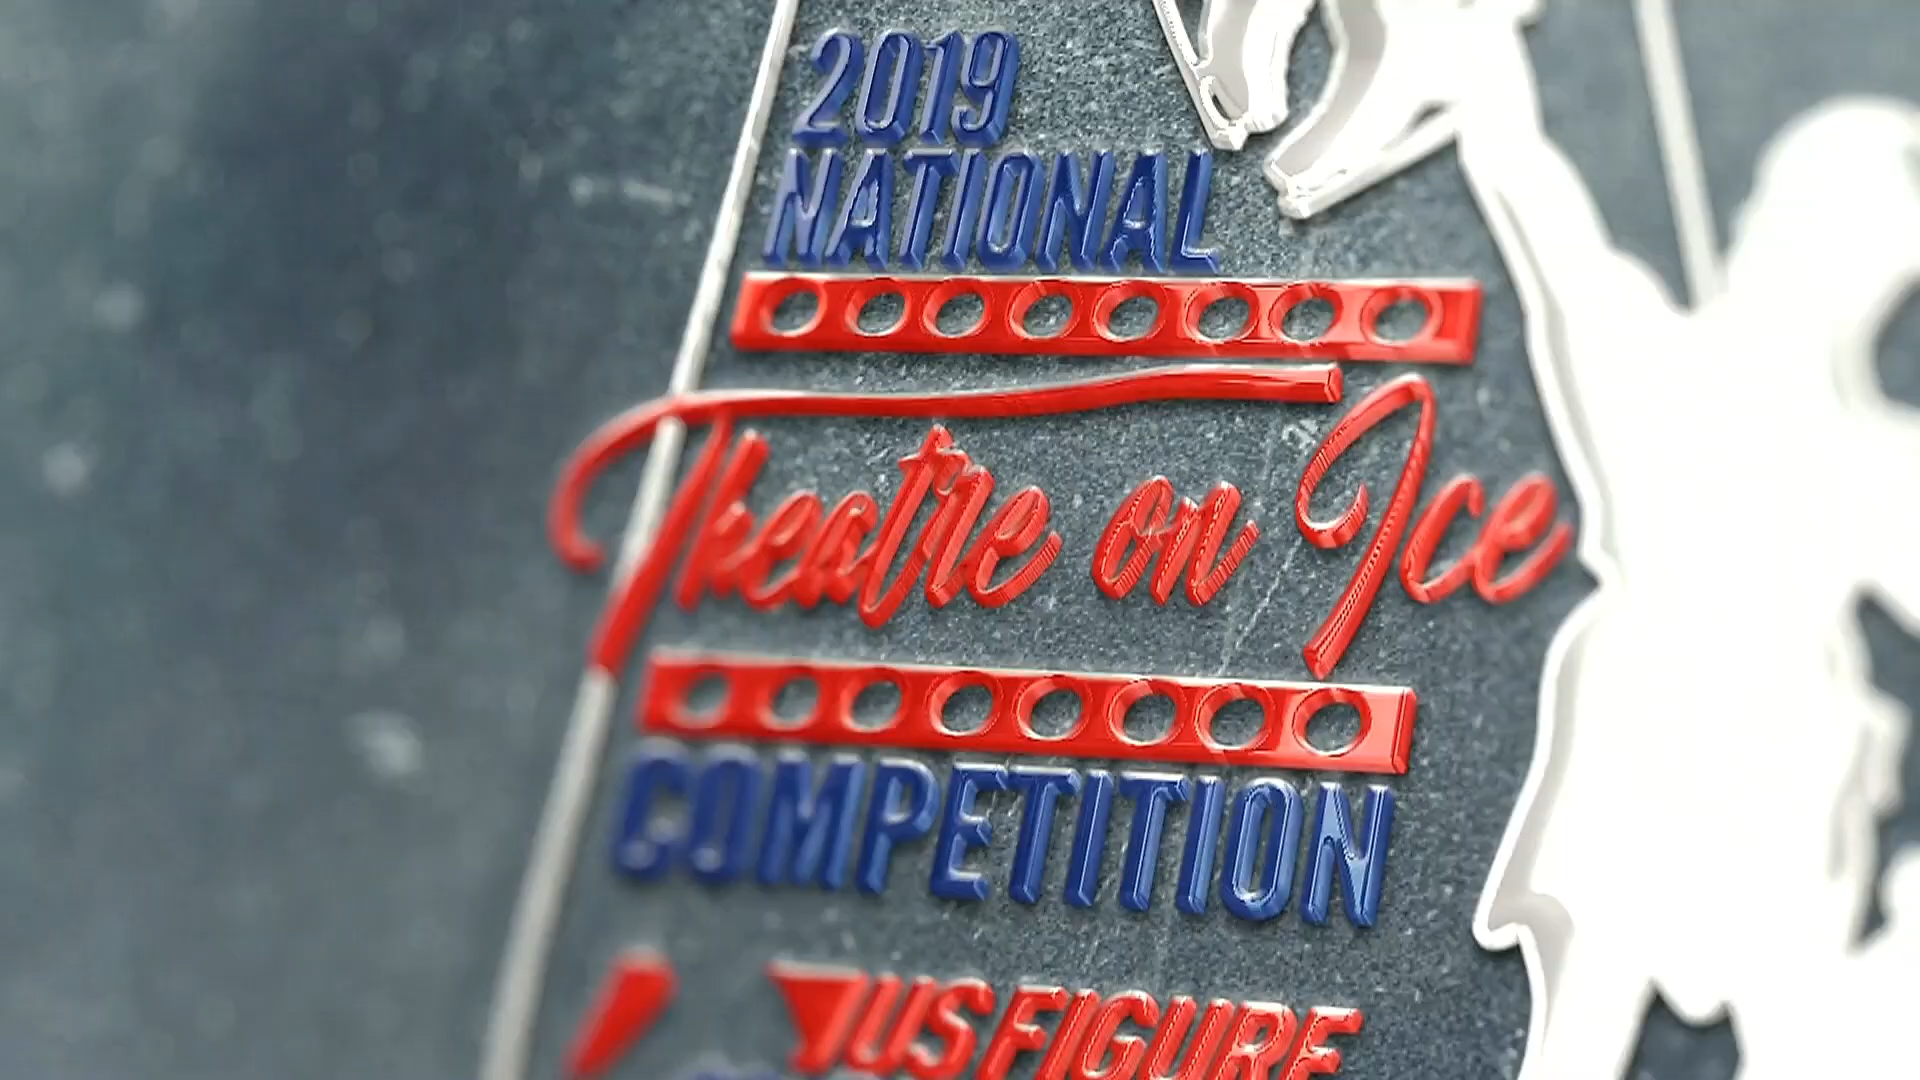 2019
NATIONAL
Theatre on Ice
COMPETITION
US FIGURE